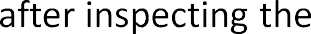 after inspecting the